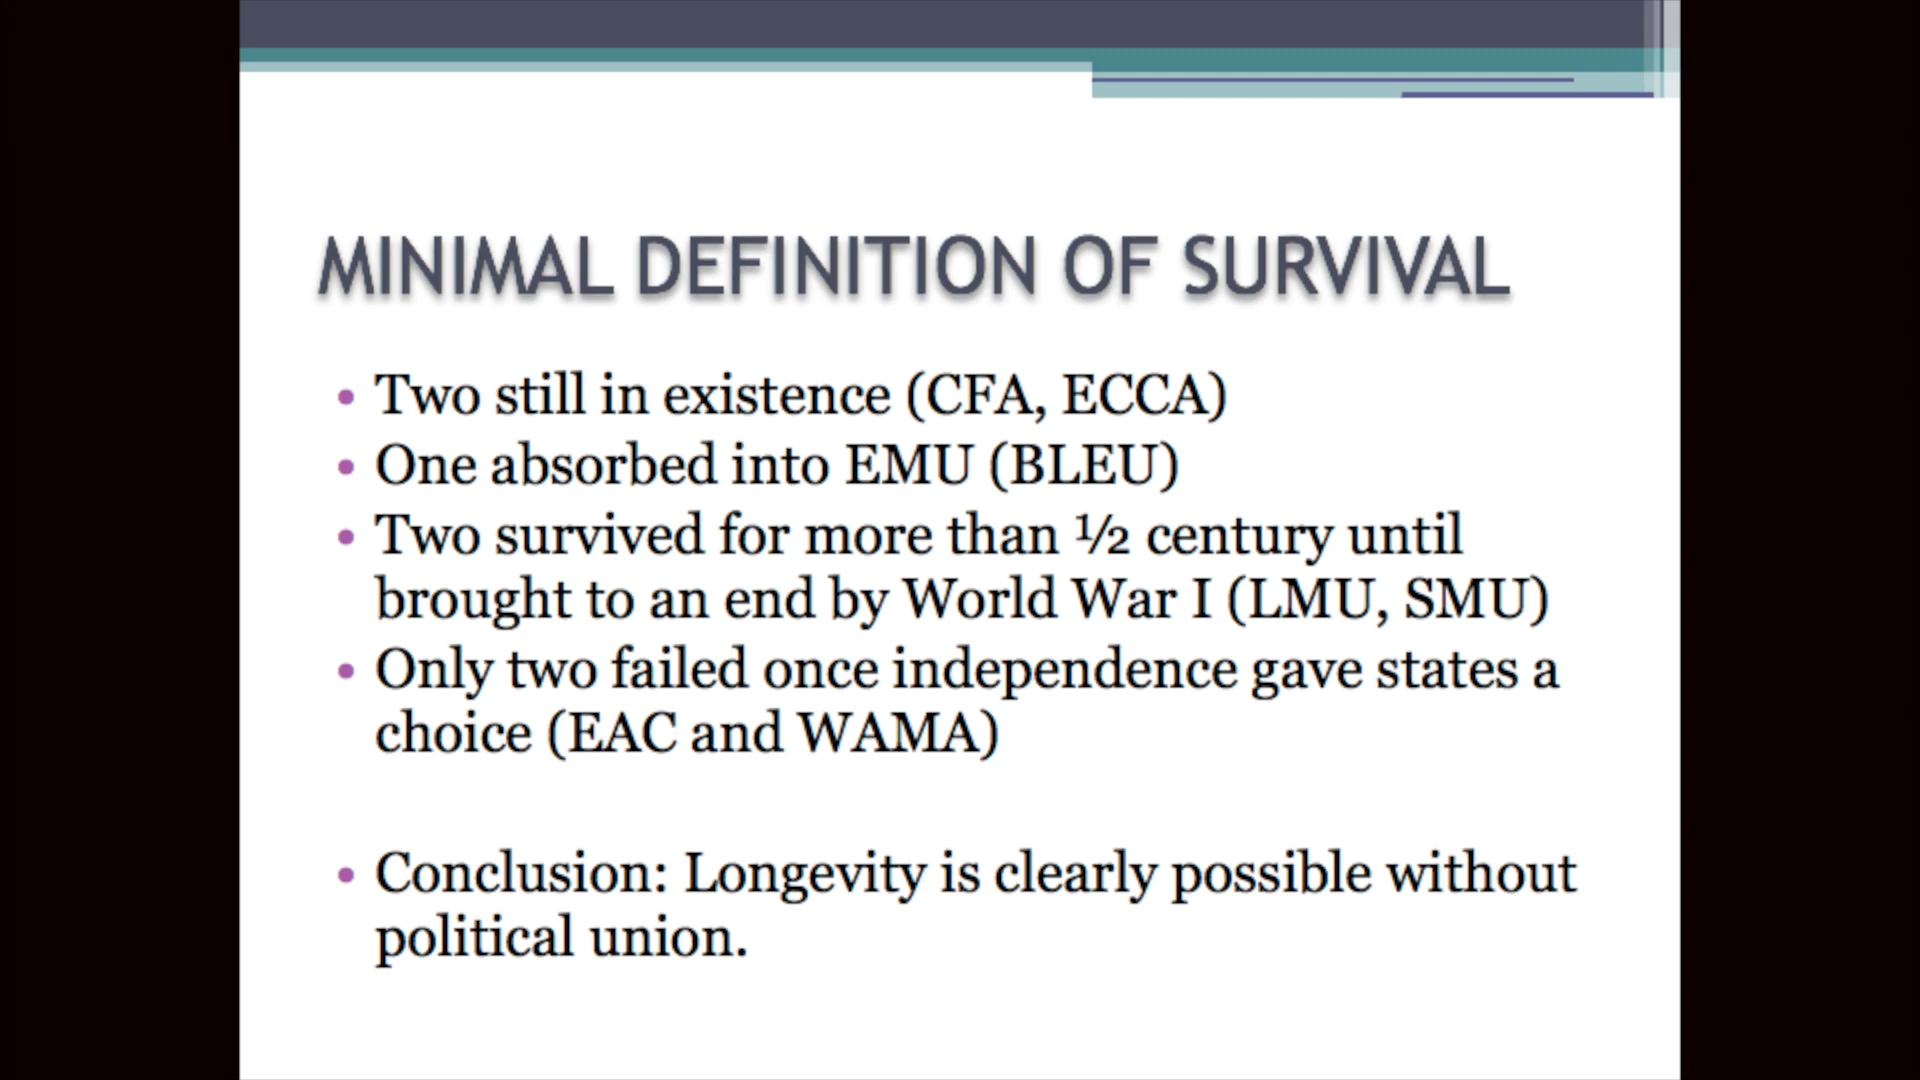 MINIMAL DEFINITION OF SURVIVAL
• Two still in existence (CFA, ECCA)
• One absorbed into EMU (BLEU)
• Two survived for more than ½ century until
brought to an end by World War I (LMU, SMU)
• Only two failed once independence gave states a
choice (EAC and WAMA)
• Conclusion: Longevity is clearly possible without
political union.